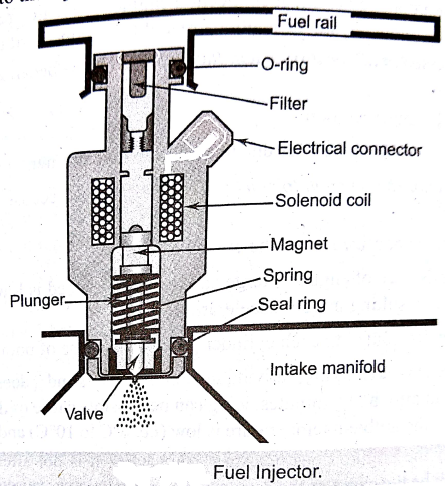 Fuel rail
O-ring
Filter
Electrical connector
Solenoid coil
Magnet
Spring
Plunger
Seal ring
Intake manifold
Valve
Fuel Injector.